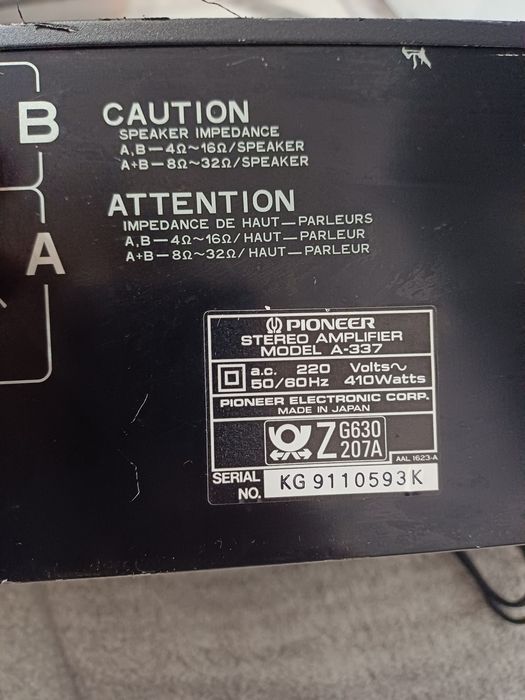 B
A
CAUTION
SPEAKER IMPEDANCE
A,B—4Ω~16Ω/SPEAKER
A+B—8Ω~32Ω/SPEAKER
ATTENTION
IMPEDANCE DE HAUT—PARLEURS
A,B—4Ω~16Ω/HAUT—PARLEUR
A+B—8Ω~32Ω/HAUT—PARLEUR
PIONEER
STEREO AMPLIFIER
MODEL A-337
a.c. 220 Volts~
50/60Hz 410Watts
PIONEER ELECTRONIC CORP.
MADE IN JAPAN
Z G630
207A
AAL 1623-A
SERIAL
NO. KG9110593K